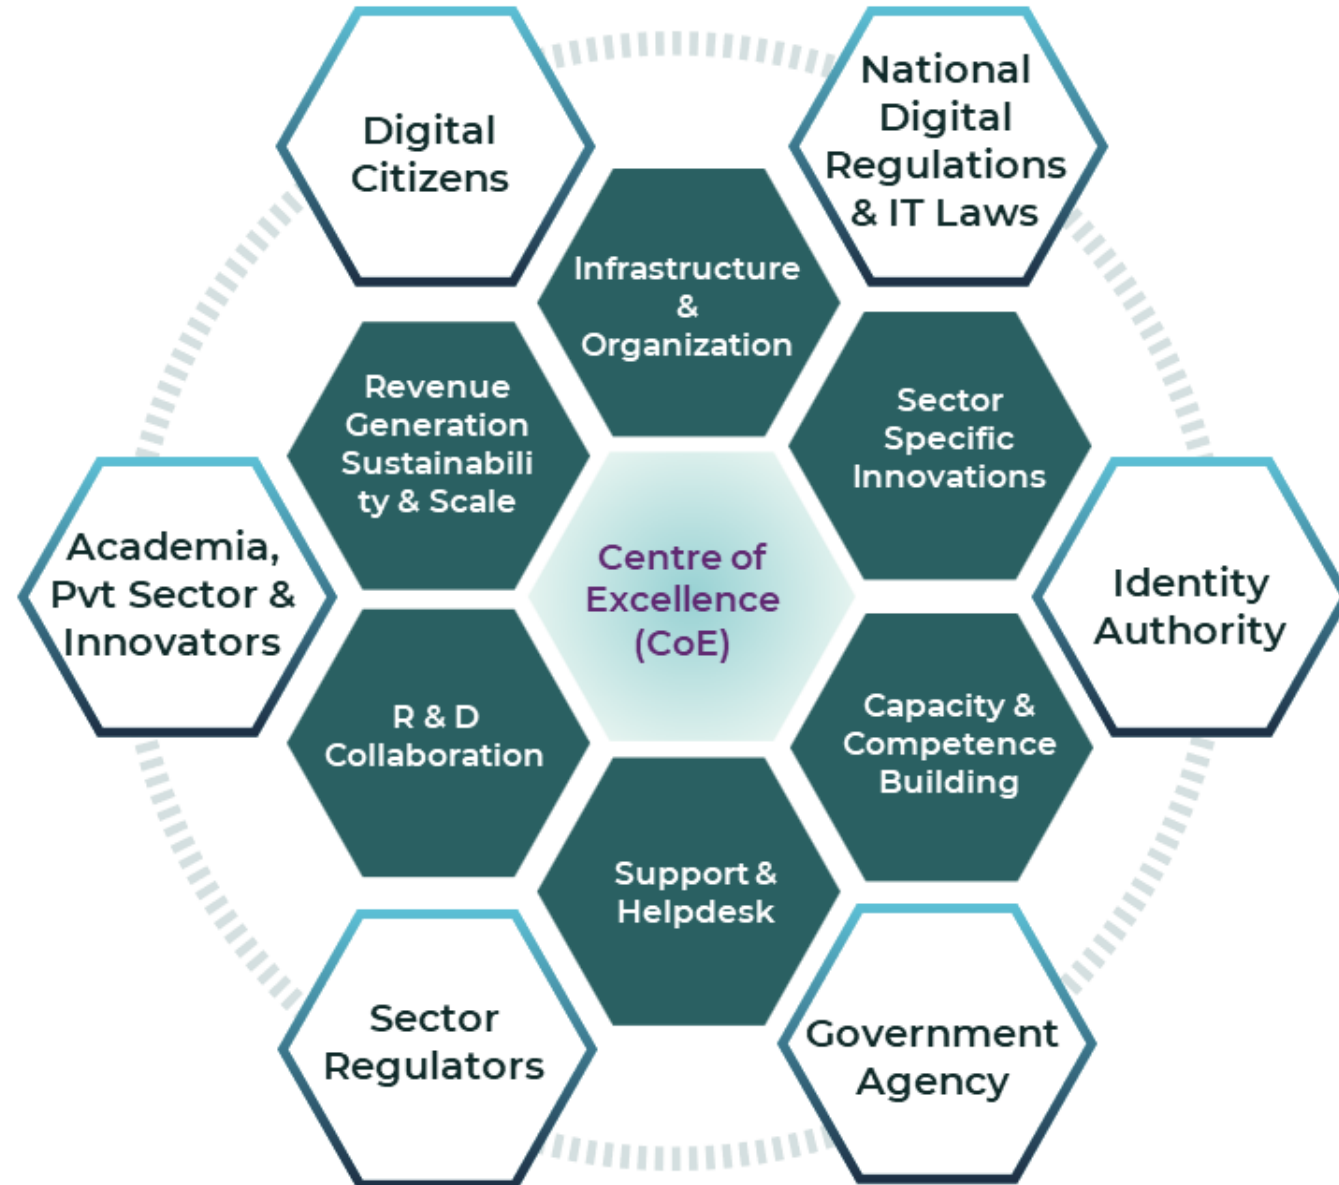 Digital
Citizens
National
Digital
Regulations
& IT Laws
Infrastructure
&
Organization
Revenue
Generation
Sustainabili
ty & Scale
Sector
Specific
Innovations
Academia,
Pvt Sector &
Innovators
Centre of
Excellence
(CoE)
Identity
Authority
R & D
Collaboration
Capacity &
Competence
Building
Support &
Helpdesk
Sector
Regulators
Government
Agency